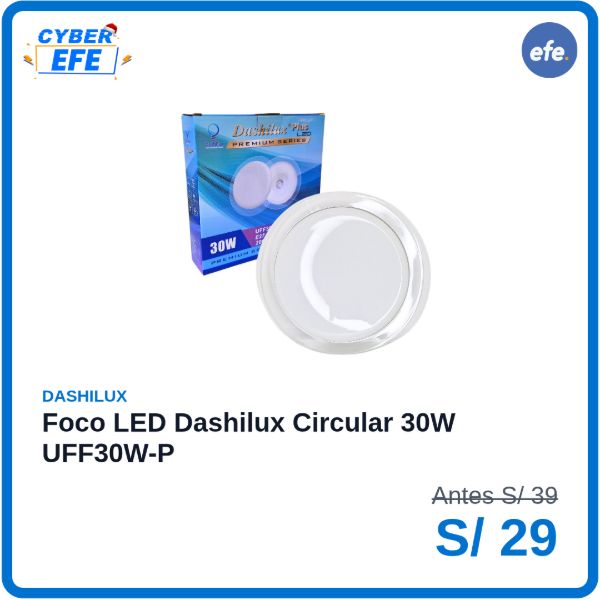 CYBER
EFE
efe.
Dashilux Plus
LED
PREMIUM SERIES
30W
DASHILUX
Foco LED Dashilux Circular 30W
UFF30W-P
Antes S/ 39
S/ 29